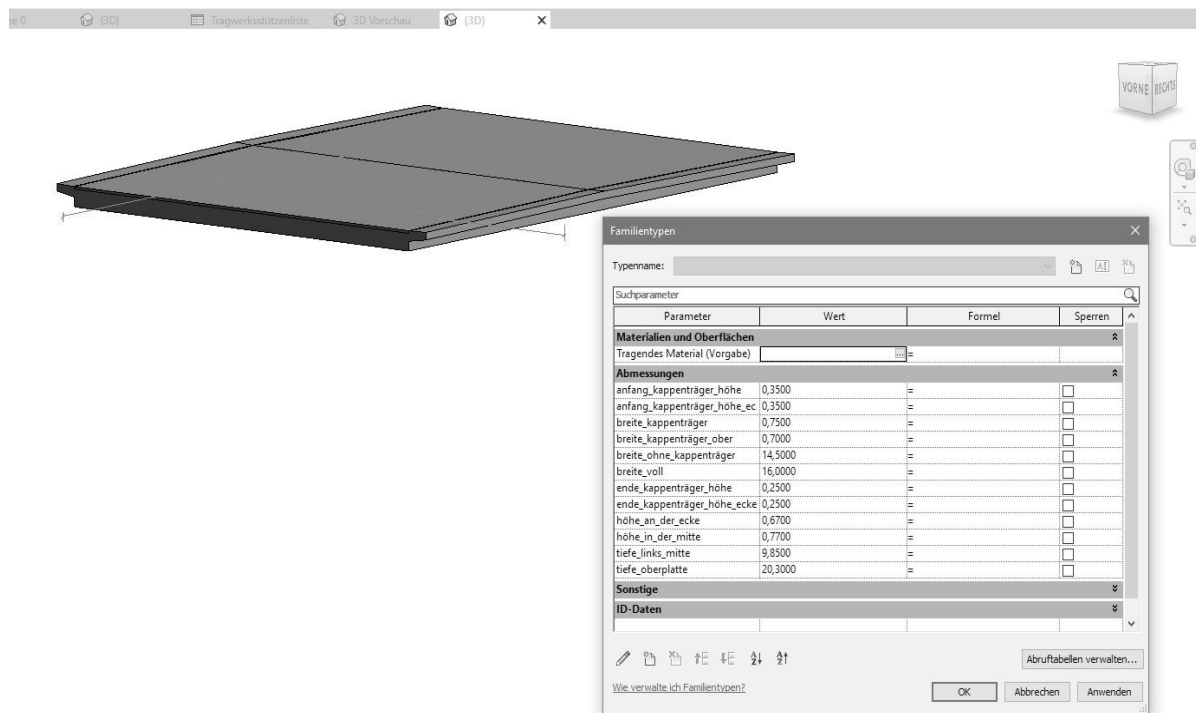 ne 0 {3D} Tragwerksstützenliste 3D Vorschau {3D}
VORNE RECHTS
Familientypen
Typenname:
Suchparameter
Parameter Wert Formel Sperren
Materialien und Oberflächen
Tragendes Material (Vorgabe) ... =
Abmessungen
anfang_kappenträger_höhe 0,3500 =
anfang_kappenträger_höhe_ec 0,3500 =
breite_kappenträger 0,7500 =
breite_kappenträger_ober 0,7000 =
breite_ohne_kappenträger 14,5000 =
breite_voll 16,0000 =
ende_kappenträger_höhe 0,2500 =
ende_kappenträger_höhe_ecke 0,2500 =
höhe_an_der_ecke 0,6700 =
höhe_in_der_mitte 0,7700 =
tiefe_links_mitte 9,8500 =
tiefe_oberplatte 20,3000 =
Sonstige
ID-Daten
Abruftabellen verwalten...
Wie verwalte ich Familientypen?
OK Abbrechen Anwenden